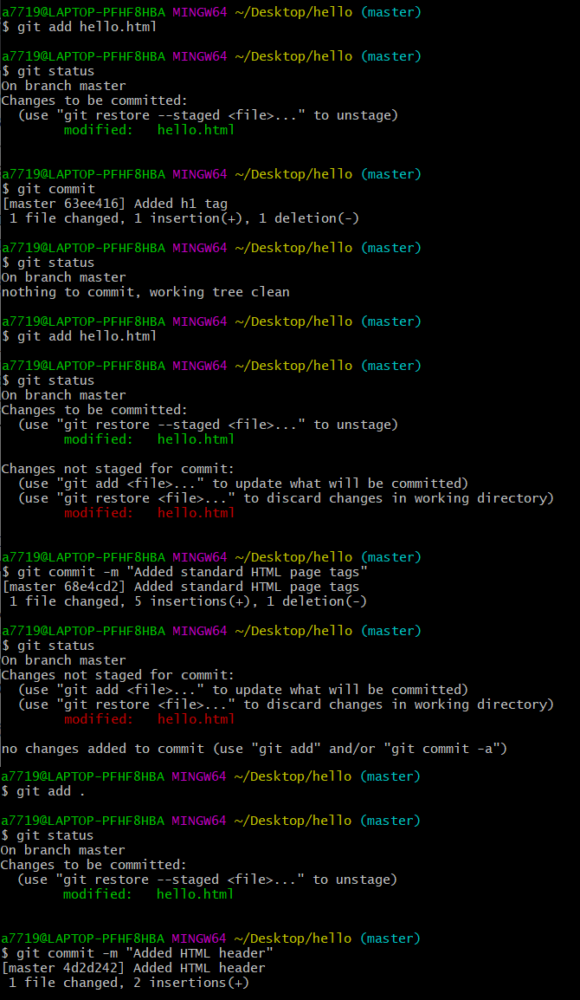 a7719@LAPTOP-PFHF8HBA MINGW64 ~/Desktop/hello (master)
$ git add hello.html
a7719@LAPTOP-PFHF8HBA MINGW64 ~/Desktop/hello (master)
$ git status
On branch master
Changes to be committed:
  (use "git restore --staged <file>..." to unstage)
        modified:   hello.html
a7719@LAPTOP-PFHF8HBA MINGW64 ~/Desktop/hello (master)
$ git commit
[master 63ee416] Added h1 tag
 1 file changed, 1 insertion(+), 1 deletion(-)
a7719@LAPTOP-PFHF8HBA MINGW64 ~/Desktop/hello (master)
$ git status
On branch master
nothing to commit, working tree clean
a7719@LAPTOP-PFHF8HBA MINGW64 ~/Desktop/hello (master)
$ git add hello.html
a7719@LAPTOP-PFHF8HBA MINGW64 ~/Desktop/hello (master)
$ git status
On branch master
Changes to be committed:
  (use "git restore --staged <file>..." to unstage)
        modified:   hello.html
Changes not staged for commit:
  (use "git add <file>..." to update what will be committed)
  (use "git restore <file>..." to discard changes in working directory)
        modified:   hello.html
a7719@LAPTOP-PFHF8HBA MINGW64 ~/Desktop/hello (master)
$ git commit -m "Added standard HTML page tags"
[master 68e4cd2] Added standard HTML page tags
 1 file changed, 5 insertions(+), 1 deletion(-)
a7719@LAPTOP-PFHF8HBA MINGW64 ~/Desktop/hello (master)
$ git status
On branch master
Changes not staged for commit:
  (use "git add <file>..." to update what will be committed)
  (use "git restore <file>..." to discard changes in working directory)
        modified:   hello.html
no changes added to commit (use "git add" and/or "git commit -a")
a7719@LAPTOP-PFHF8HBA MINGW64 ~/Desktop/hello (master)
$ git add .
a7719@LAPTOP-PFHF8HBA MINGW64 ~/Desktop/hello (master)
$ git status
On branch master
Changes to be committed:
  (use "git restore --staged <file>..." to unstage)
        modified:   hello.html
a7719@LAPTOP-PFHF8HBA MINGW64 ~/Desktop/hello (master)
$ git commit -m "Added HTML header"
[master 4d2d242] Added HTML header
 1 file changed, 2 insertions(+)